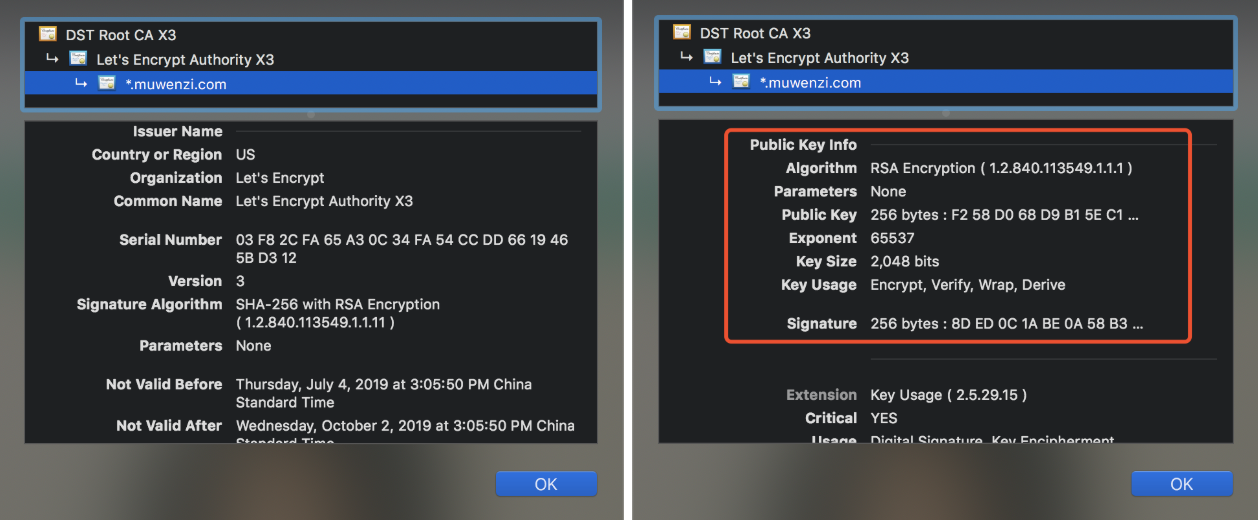 DST Root CA X3
Let's Encrypt Authority X3
*.muwenzi.com
Issuer Name
Country or Region US
Organization Let's Encrypt
Common Name Let's Encrypt Authority X3
Serial Number 03 F8 2C FA 65 A3 0C 34 FA 54 CC DD 66 19 46
5B D3 12
Version 3
Signature Algorithm SHA-256 with RSA Encryption
( 1.2.840.113549.1.1.11 )
Parameters None
Not Valid Before Thursday, July 4, 2019 at 3:05:50 PM China
Standard Time
Not Valid After Wednesday, October 2, 2019 at 3:05:50 PM China
Standard Time
OK
DST Root CA X3
Let's Encrypt Authority X3
*.muwenzi.com
Public Key Info
Algorithm RSA Encryption ( 1.2.840.113549.1.1.1 )
Parameters None
Public Key 256 bytes : F2 58 D0 68 D9 B1 5E C1 ...
Exponent 65537
Key Size 2,048 bits
Key Usage Encrypt, Verify, Wrap, Derive
Signature 256 bytes : 8D ED 0C 1A BE 0A 58 B3 ...
Extension Key Usage ( 2.5.29.15 )
Critical YES
Usage Digital Signature, Key Encipherment
OK